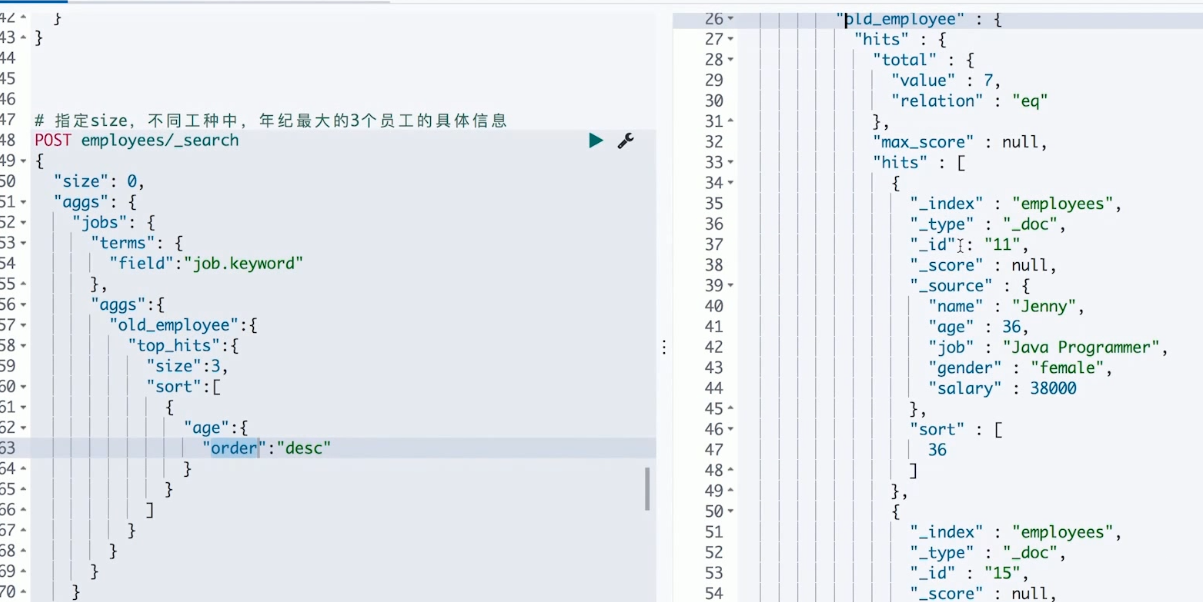 42 }
43 }
44
45
46
47 # 指定size，不同工种中，年纪最大的3个员工的具体信息
48 POST employees/_search
49 {
50 "size": 0,
51 "aggs": {
52 "jobs": {
53 "terms": {
54 "field":"job.keyword"
55 },
56 "aggs":{
57 "old_employee":{
58 "top_hits":{
59 "size":3,
60 "sort":[
61 {
62 "age":{
63 "order":"desc"
64 }
65 }
66 ]
67 }
68 }
69 }
70 }
26 "old_employee" : {
27 "hits" : {
28 "total" : {
29 "value" : 7,
30 "relation" : "eq"
31 },
32 "max_score" : null,
33 "hits" : [
34 {
35 "_index" : "employees",
36 "_type" : "_doc",
37 "_id" : "11",
38 "_score" : null,
39 "_source" : {
40 "name" : "Jenny",
41 "age" : 36,
42 "job" : "Java Programmer",
43 "gender" : "female",
44 "salary" : 38000
45 },
46 "sort" : [
47 36
48 ]
49 },
50 {
51 "_index" : "employees",
52 "_type" : "_doc",
53 "_id" : "15",
54 "_score" : null,